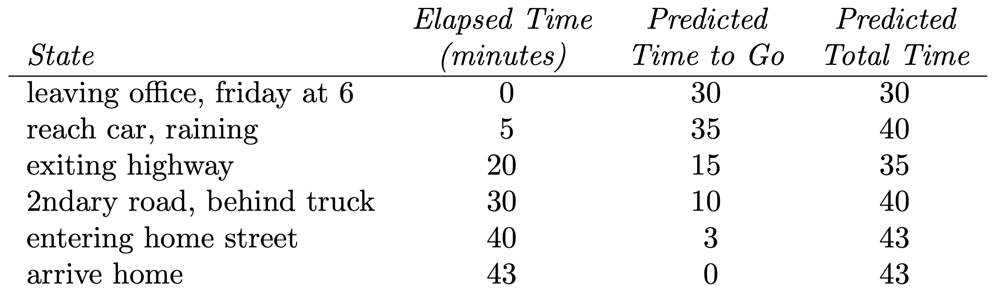 Elapsed Time Predicted Predicted
State (minutes) Time to Go Total Time
leaving office, friday at 6 0 30 30
reach car, raining 5 35 40
exiting highway 20 15 35
2ndary road, behind truck 30 10 40
entering home street 40 3 43
arrive home 43 0 43